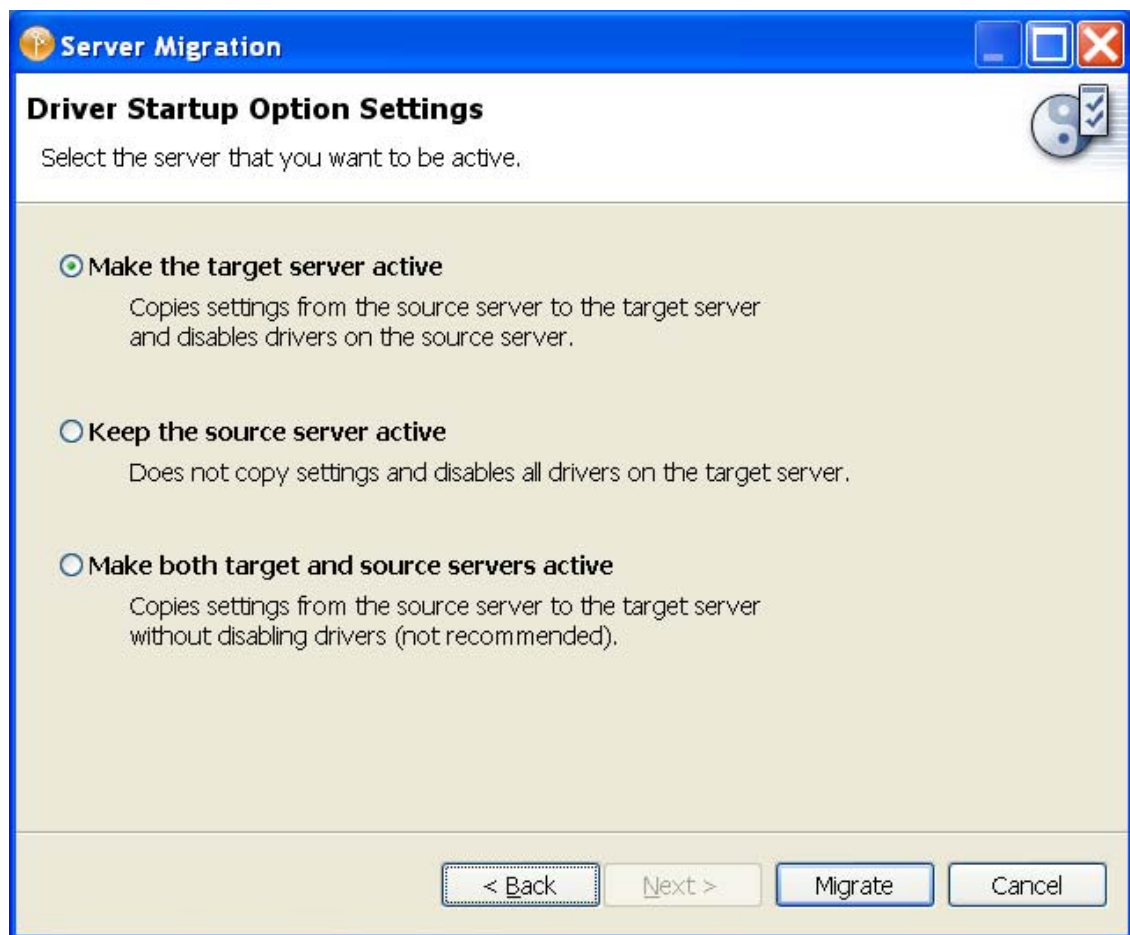 Server Migration
Driver Startup Option Settings
Select the server that you want to be active.
Make the target server active
Copies settings from the source server to the target server
and disables drivers on the source server.
Keep the source server active
Does not copy settings and disables all drivers on the target server.
Make both target and source servers active
Copies settings from the source server to the target server
without disabling drivers (not recommended).
< Back Next > Migrate Cancel